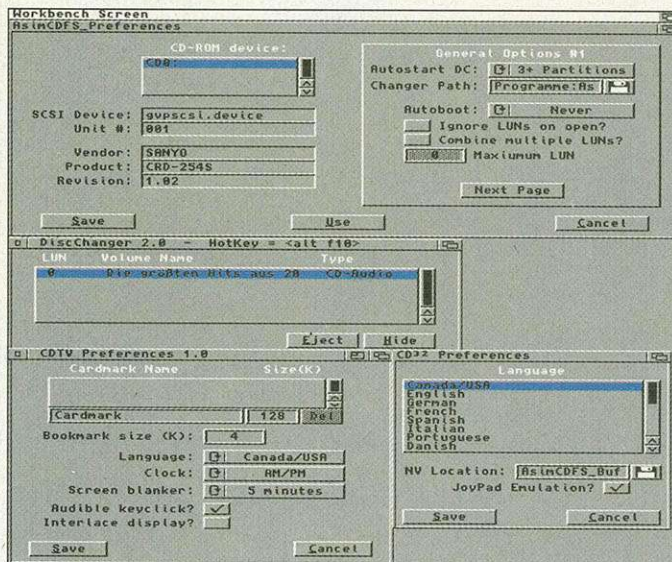 Workbench Screen
AsimCDFS_Preferences
CD-ROM device:
CD0:
SCSI Device: gvpscsi.device
Unit #: 001
Vendor: SANYO
Product: CRD-254S
Revision: 1.02
General Options #1
Autostart DC: 3+ Partitions
Changer Path: Programme:As
Autoboot: Never
Ignore LUNs on open?
Combine multiple LUNs?
0 Maxiumum LUN
Next Page
Save Use Cancel
DiscChanger 2.0 - HotKey = <alt f10>
LUN Volume Name Type
0 Die größten Hits aus 20 CD-Audio
Eject Hide
CDTV Preferences 1.0
Cardmark Name Size(K)
Cardmark 128 Del
Bookmark size (K): 4
Language: Canada/USA
Clock: AM/PM
Screen blanker: 5 minutes
Audible keyclick?
Interlace display?
Save Cancel
CD³² Preferences
Language
Canada/USA
English
German
French
Spanish
Italian
Portuguese
Danish
NV Location: AsimCDFS_Buf
JoyPad Emulation?
Save Cancel